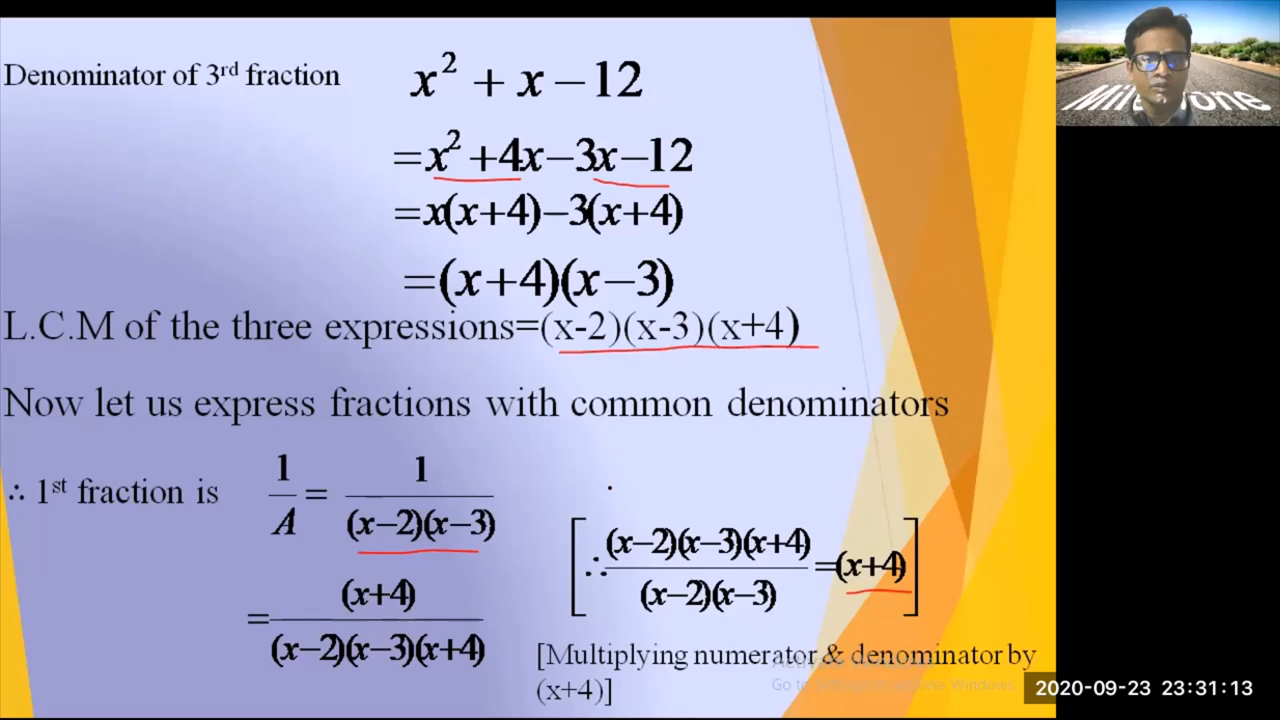 Denominator of 3rd fraction x² + x − 12
=x² +4x−3x−12
=x(x+4)−3(x+4)
=(x+4)(x−3)
L.C.M of the three expressions=(x-2)(x-3)(x+4)
Now let us express fractions with common denominators
∴ 1st fraction is 1/A = 1/((x−2)(x−3))
=(x+4)/((x−2)(x−3)(x+4))
[∴ (x−2)(x−3)(x+4)/((x−2)(x−3)) =(x+4)]
[Multiplying numerator & denominator by
(x+4)]
2020-09-23 23:31:13